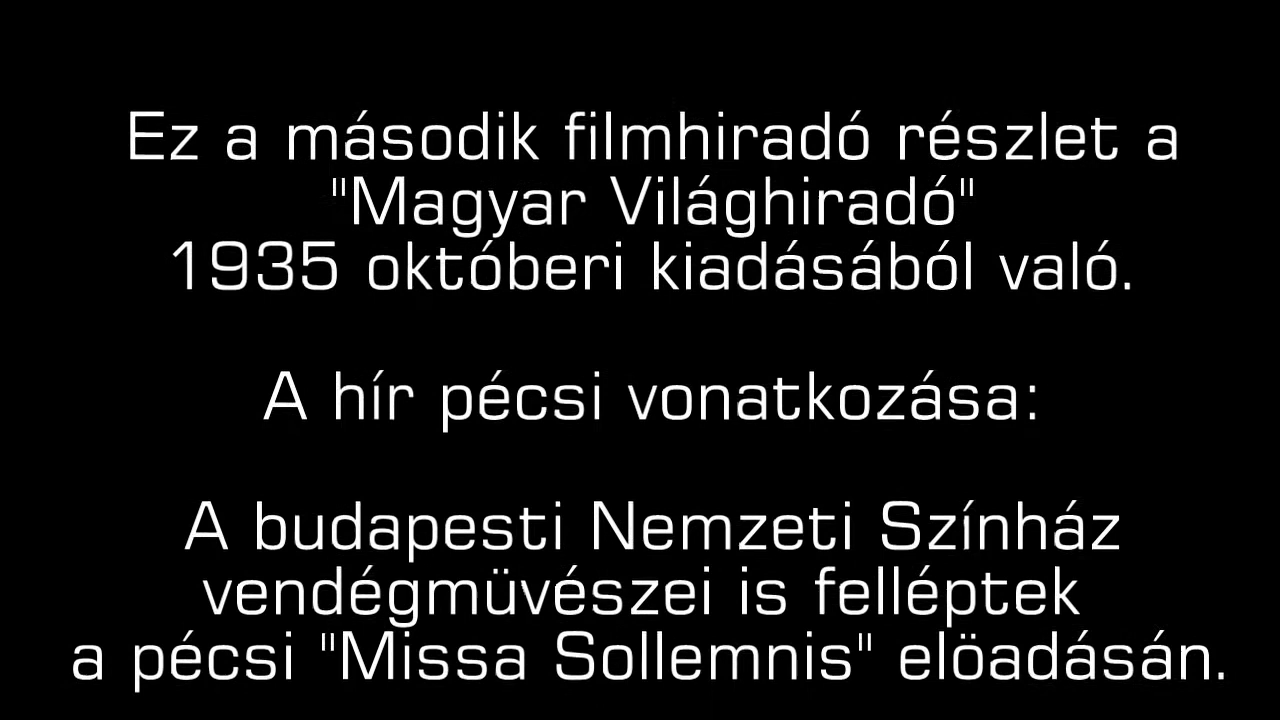 Ez a második filmhiradó részlet a
"Magyar Világhiradó"
1935 októberi kiadásából való.
A hír pécsi vonatkozása:
A budapesti Nemzeti Színház
vendégmüvészei is felléptek
a pécsi "Missa Sollemnis" elöadásán.